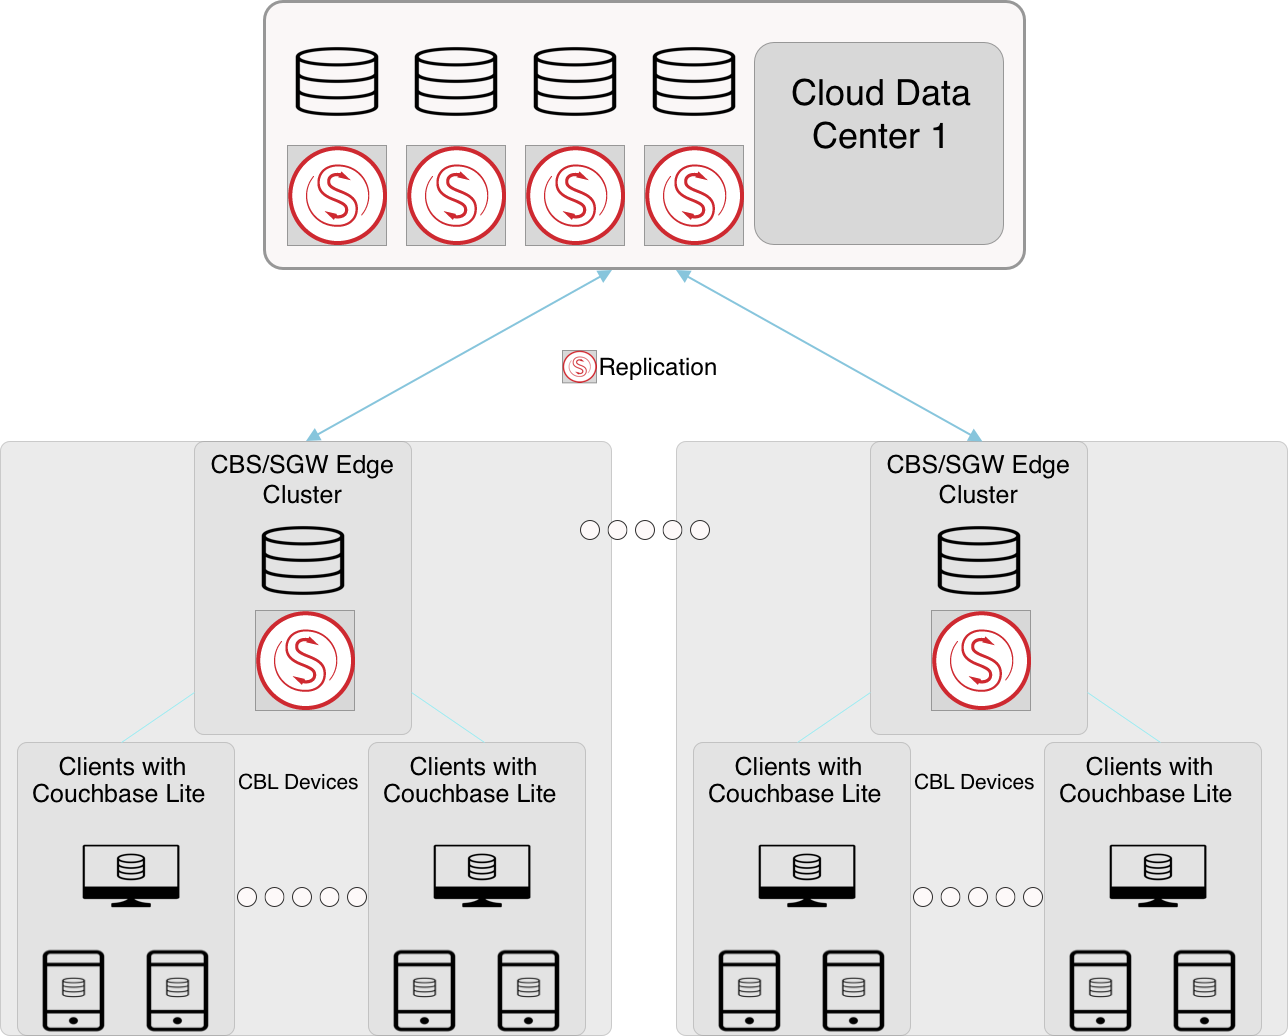 Cloud Data
Center 1
Replication
CBS/SGW Edge
Cluster
CBS/SGW Edge
Cluster
Clients with
Couchbase Lite
CBL Devices
Clients with
Couchbase Lite
Clients with
Couchbase Lite
CBL Devices
Clients with
Couchbase Lite